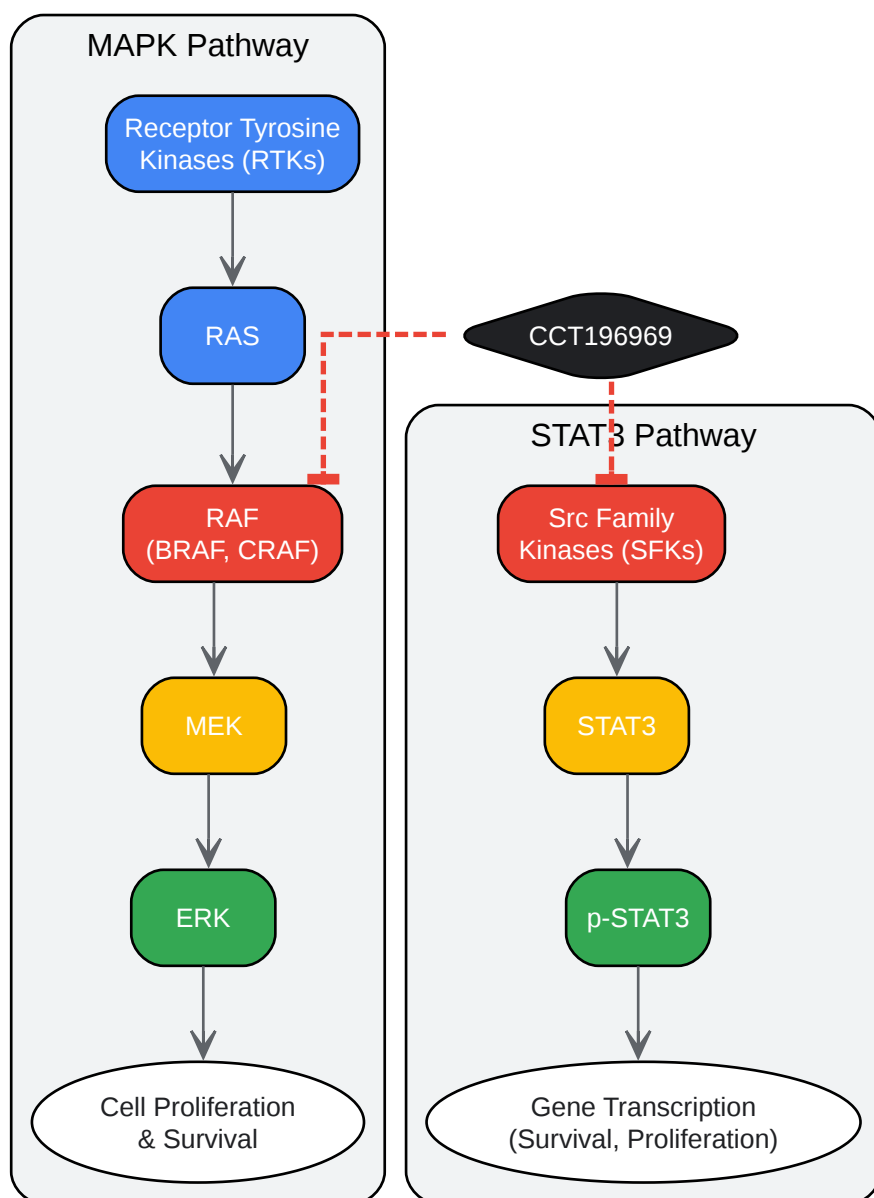 MAPK Pathway
Receptor Tyrosine
Kinases (RTKs)
RAS
RAF
(BRAF, CRAF)
MEK
ERK
Cell Proliferation
& Survival
CCT196969
STAT3 Pathway
Src Family
Kinases (SFKs)
STAT3
p-STAT3
Gene Transcription
(Survival, Proliferation)